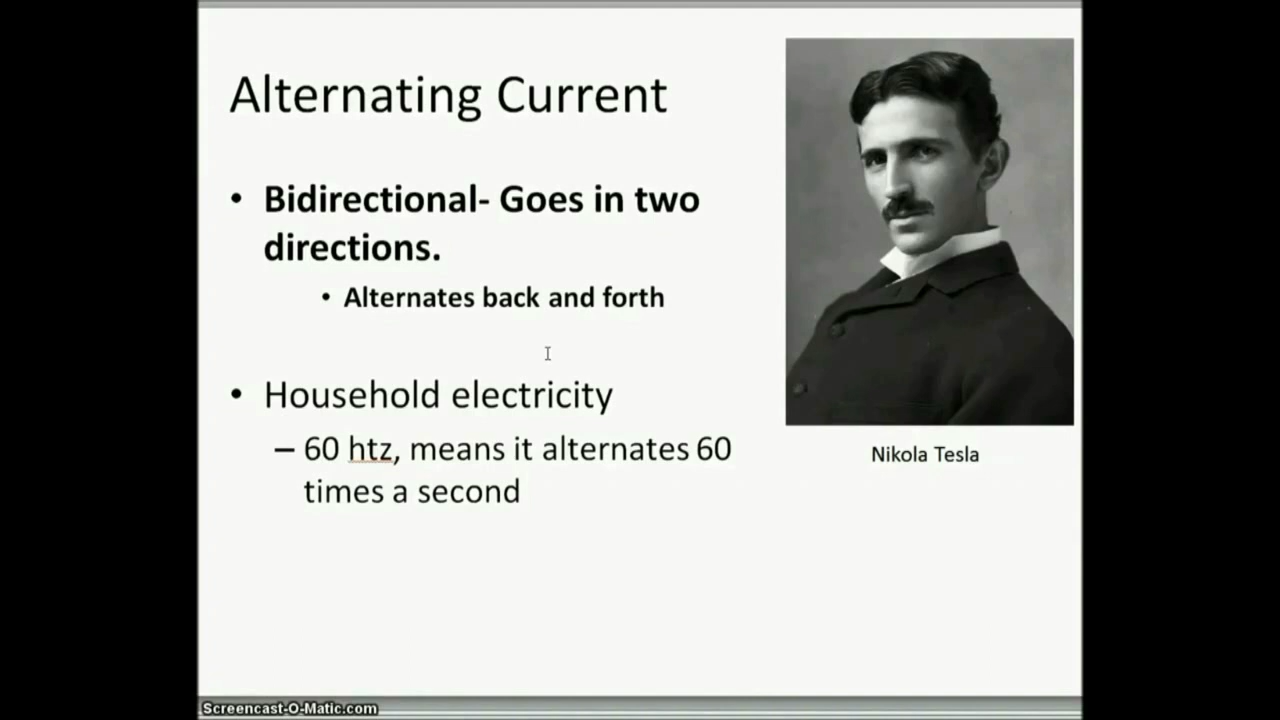 Alternating Current
• Bidirectional- Goes in two
directions.
• Alternates back and forth
• Household electricity
– 60 htz, means it alternates 60
times a second
Nikola Tesla
Screencast-O-Matic.com